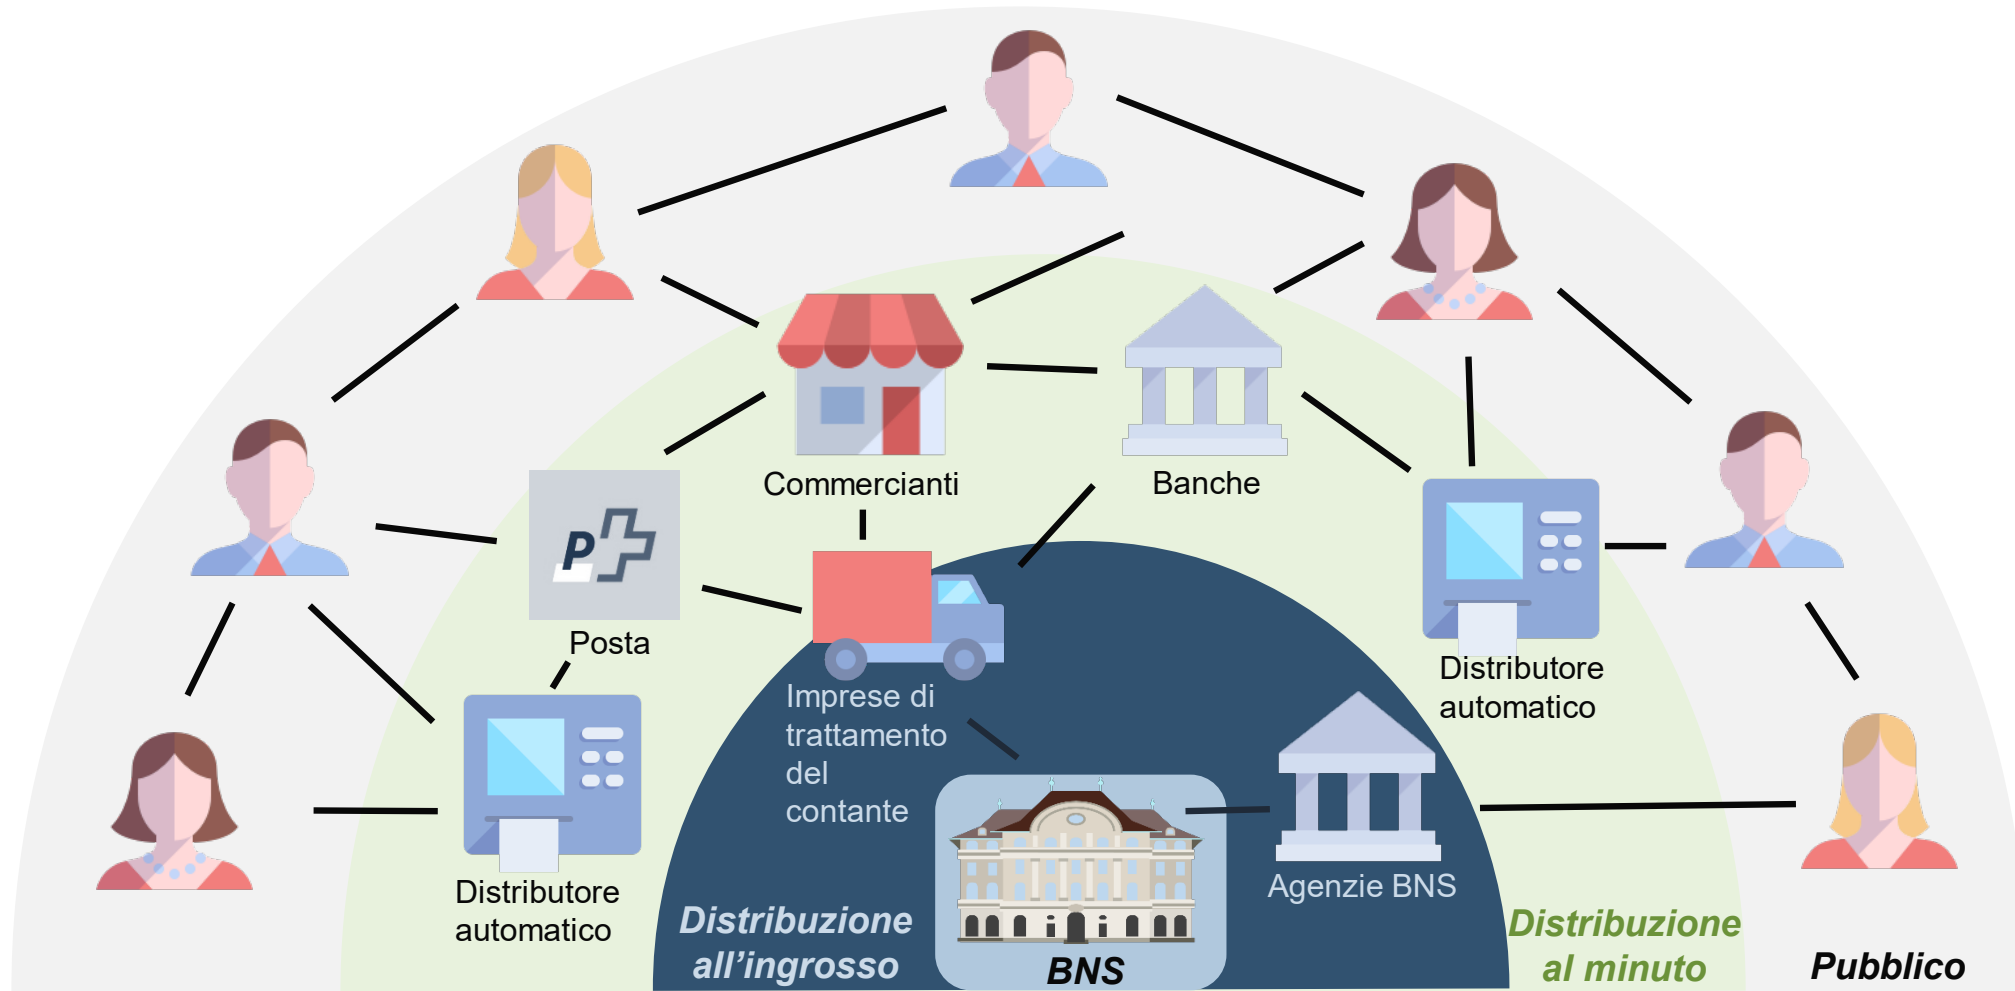 Commercianti
Banche
P
Posta
Distributore
automatico
Imprese di
trattamento
del
contante
Distributore
automatico
Agenzie BNS
Distribuzione
all’ingrosso
BNS
Distribuzione
al minuto
Pubblico